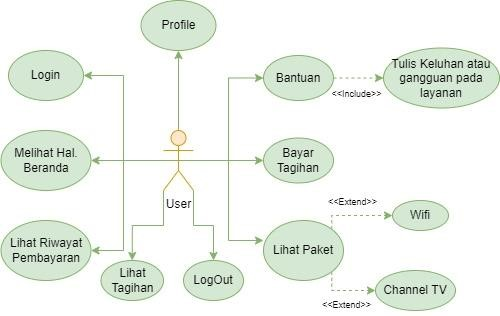 Profile
Login
Bantuan
Tulis Keluhan atau
gangguan pada
layanan
<<Include>>
Melihat Hal.
Beranda
Bayar
Tagihan
User
<<Extend>>
Wifi
Lihat Riwayat
Pembayaran
Lihat Paket
Lihat
Tagihan
LogOut
Channel TV
<<Extend>>